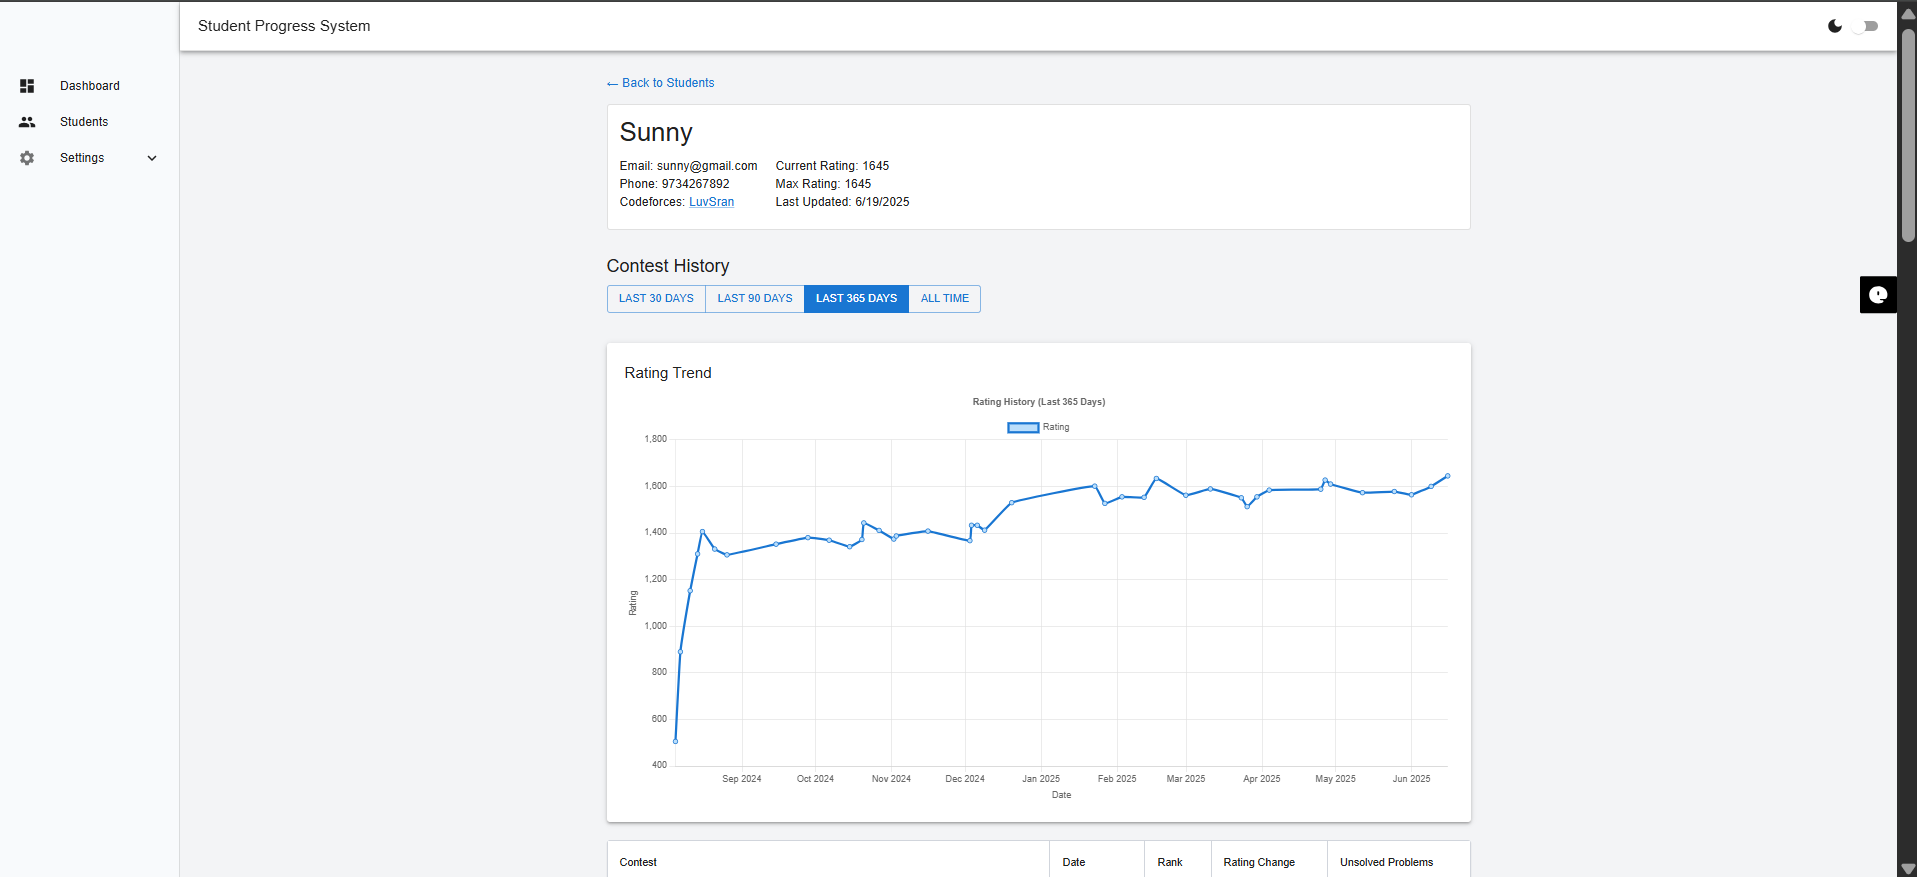 Student Progress System
Dashboard
Students
Settings
← Back to Students
Sunny
Email: sunny@gmail.com
Current Rating: 1645
Phone: 9734267892
Max Rating: 1645
Codeforces: LuvSran
Last Updated: 6/19/2025
Contest History
LAST 30 DAYS
LAST 90 DAYS
LAST 365 DAYS
ALL TIME
Rating Trend
Rating History (Last 365 Days)
Rating
1,800
1,600
1,400
1,200
1,000
800
600
400
Rating
Sep 2024
Oct 2024
Nov 2024
Dec 2024
Jan 2025
Feb 2025
Mar 2025
Apr 2025
May 2025
Jun 2025
Date
Contest
Date
Rank
Rating Change
Unsolved Problems